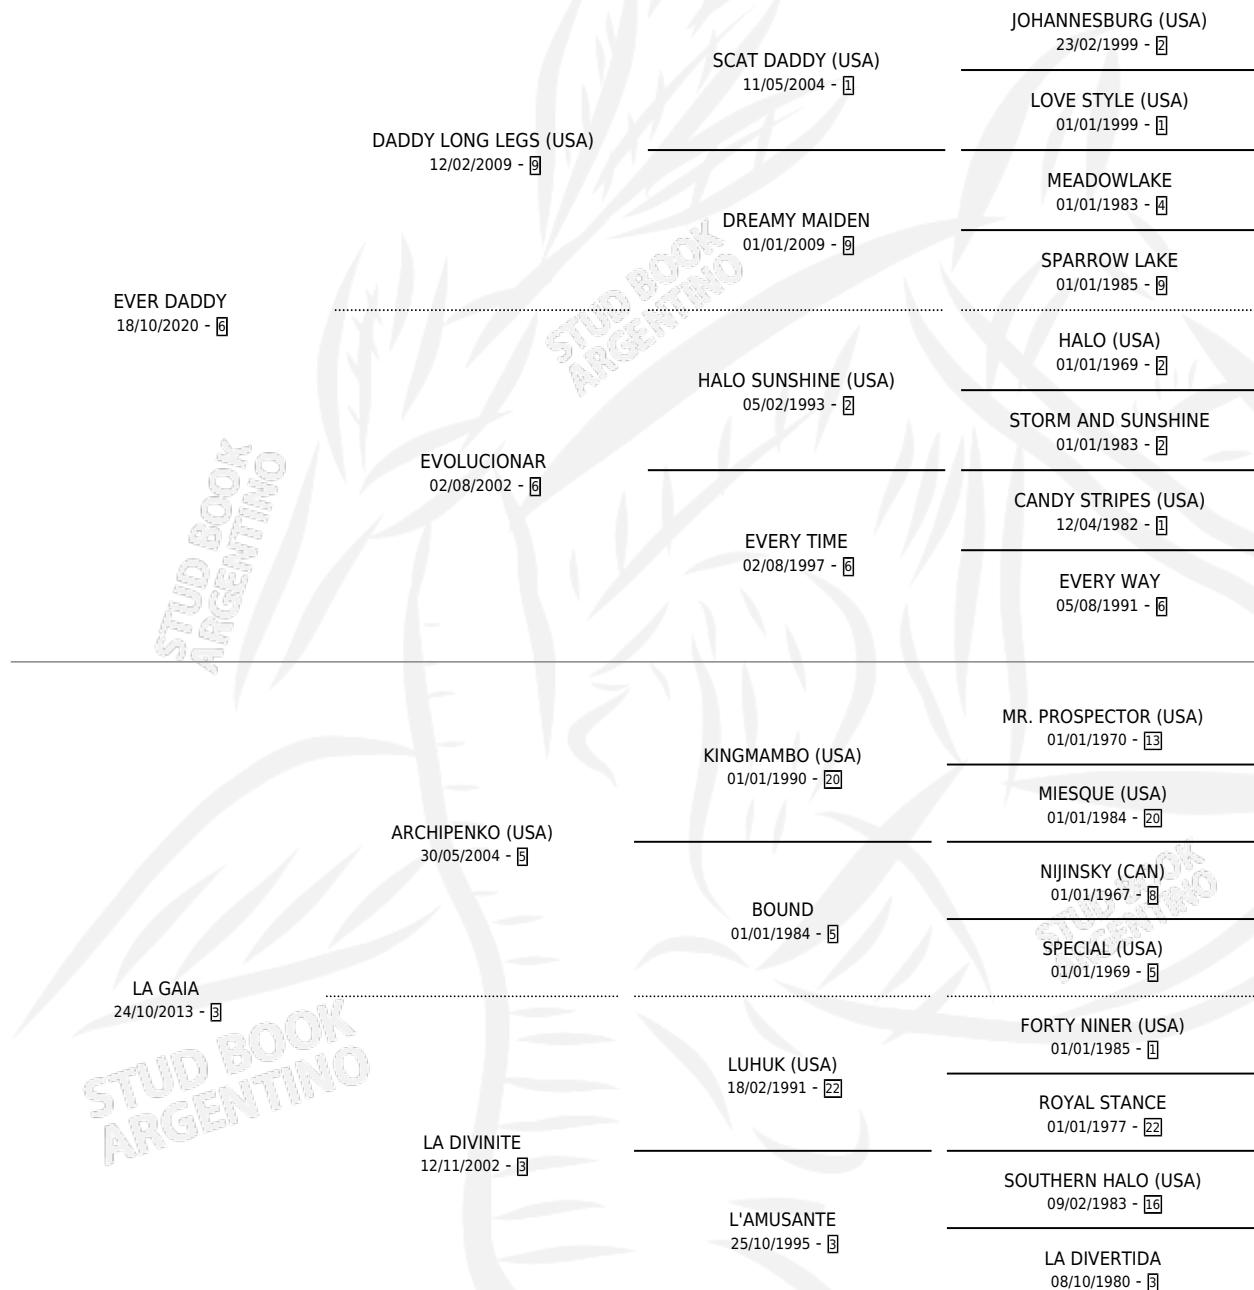 JOHANNESBURG (USA)
23/02/1999 - 2
SCAT DADDY (USA)
11/05/2004 - 1
LOVE STYLE (USA)
01/01/1999 - 1
DADDY LONG LEGS (USA)
12/02/2009 - 9
MEADOWLAKE
01/01/1983 - 4
DREAMY MAIDEN
01/01/2009 - 9
SPARROW LAKE
01/01/1985 - 9
EVER DADDY
18/10/2020 - 6
HALO (USA)
01/01/1969 - 2
HALO SUNSHINE (USA)
05/02/1993 - 2
STORM AND SUNSHINE
01/01/1983 - 2
EVOLUCIONAR
02/08/2002 - 6
CANDY STRIPES (USA)
12/04/1982 - 1
EVERY TIME
02/08/1997 - 6
EVERY WAY
05/08/1991 - 6
MR. PROSPECTOR (USA)
01/01/1970 - 13
KINGMAMBO (USA)
01/01/1990 - 20
MIESQUE (USA)
01/01/1984 - 20
ARCHIPENKO (USA)
30/05/2004 - 5
NIJINSKY (CAN)
01/01/1967 - 8
BOUND
01/01/1984 - 5
SPECIAL (USA)
01/01/1969 - 5
LA GAIA
24/10/2013 - 3
FORTY NINER (USA)
01/01/1985 - 1
LUHUK (USA)
18/02/1991 - 22
ROYAL STANCE
01/01/1977 - 22
LA DIVINITE
12/11/2002 - 3
SOUTHERN HALO (USA)
09/02/1983 - 16
L'AMUSANTE
25/10/1995 - 3
LA DIVERTIDA
08/10/1980 - 3
STUD BOOK
ARGENTINO
STUD BOOK
ARGENTINO
STUD BOOK
ARGENTINO
STUD BOOK
ARGENTINO